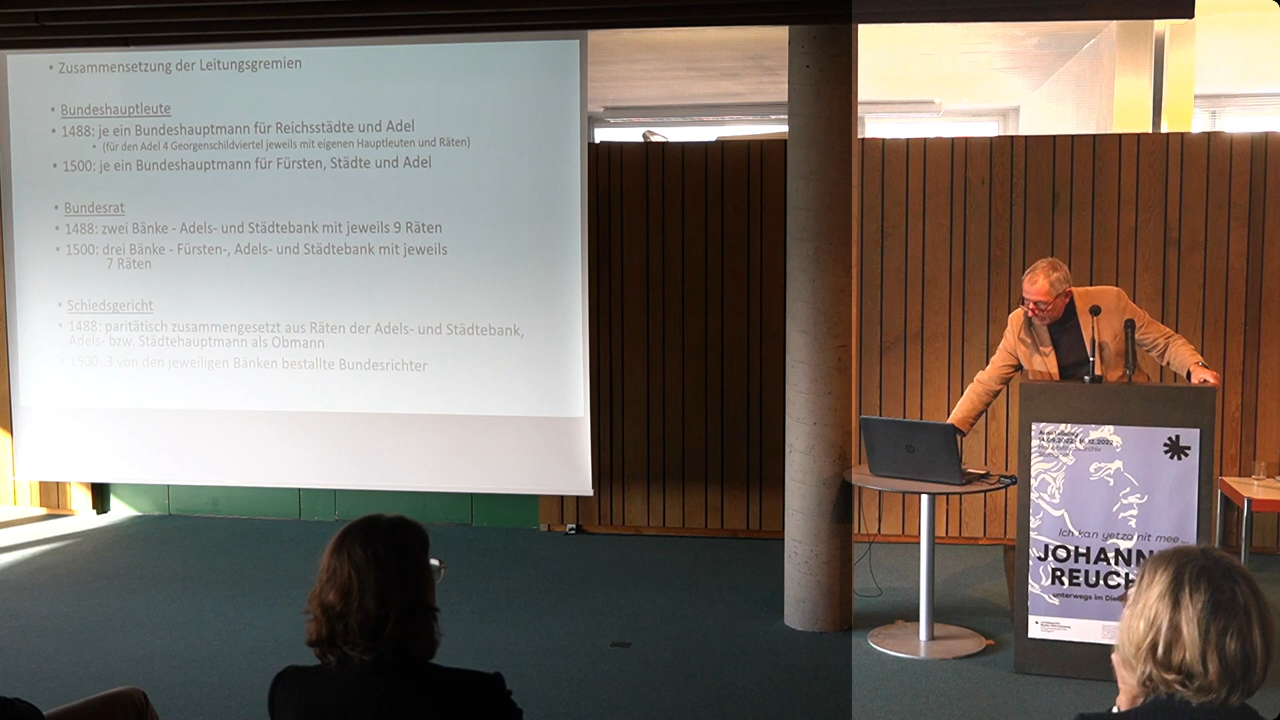 • Zusammensetzung der Leitungsgremien
• Bundeshauptleute
• 1488: je ein Bundeshauptmann für Reichsstädte und Adel
• (für den Adel 4 Georgenschildviertel jeweils mit eigenen Hauptleuten und Räten)
• 1500: je ein Bundeshauptmann für Fürsten, Städte und Adel
• Bundesrat
• 1488: zwei Bänke - Adels- und Städtebank mit jeweils 9 Räten
• 1500: drei Bänke - Fürsten-, Adels- und Städtebank mit jeweils
7 Räten
• Schiedsgericht
• 1488: paritätisch zusammengesetzt aus Räten der Adels- und Städtebank,
Adels- bzw. Städtehauptmann als Obmann
• 1500: 3 von den jeweiligen Bänken bestallte Bundesrichter
hp
Ich kan yetzo nit mee...
JOHANN
REUCH
unterwegs im